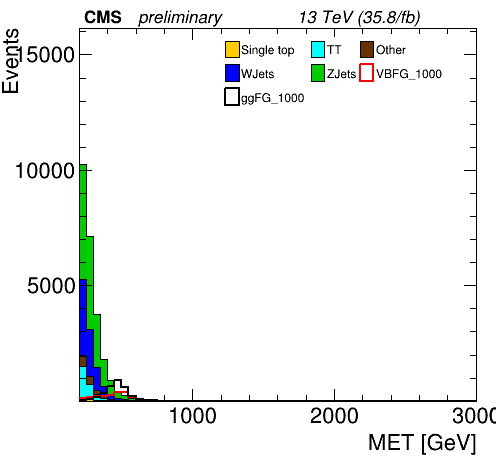 CMS preliminary 13 TeV (35.8/fb)
Events
15000
10000
5000
Single top TT Other
WJets ZJets VBFG_1000
ggFG_1000
1000 2000 3000
MET [GeV]